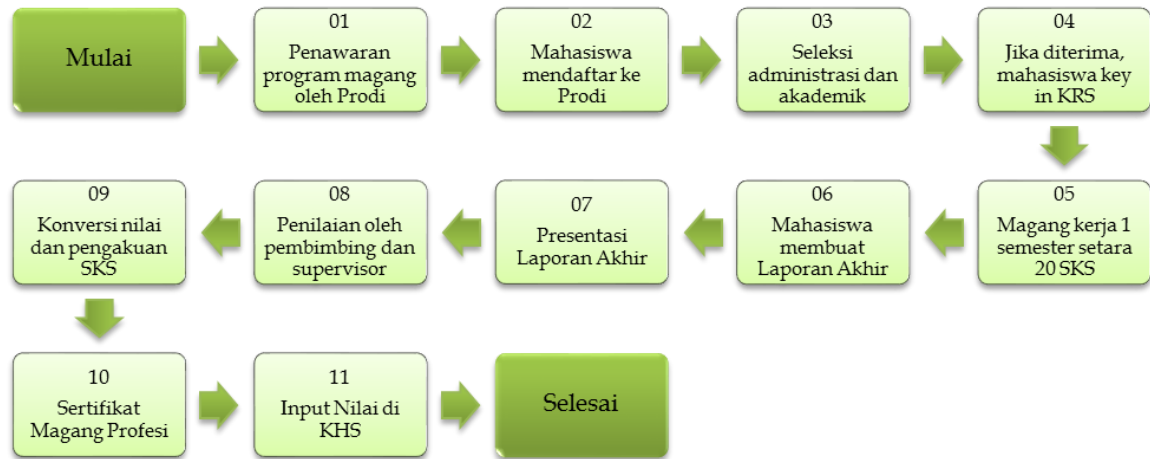 Mulai
01
Penawaran
program magang
oleh Prodi
02
Mahasiswa
mendaftar ke
Prodi
03
Seleksi
administrasi dan
akademik
04
Jika diterima,
mahasiswa key
in KRS
05
Magang kerja 1
semester setara
20 SKS
06
Mahasiswa
membuat
Laporan Akhir
07
Presentasi
Laporan Akhir
08
Penilaian oleh
pembimbing dan
supervisor
09
Konversi nilai
dan pengakuan
SKS
10
Sertifikat
Magang Profesi
11
Input Nilai di
KHS
Selesai